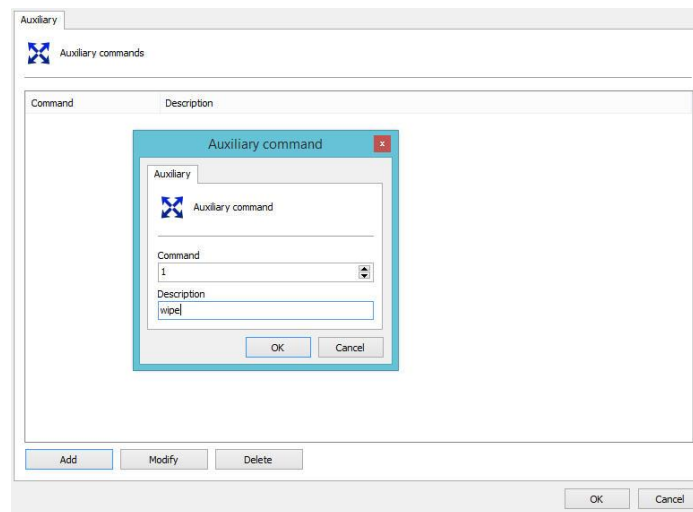 Auxiliary
Auxiliary commands
Command Description
Auxiliary command x
Auxiliary
Auxiliary command
Command
1
Description
wipe
OK Cancel
Add Modify Delete
OK Cancel